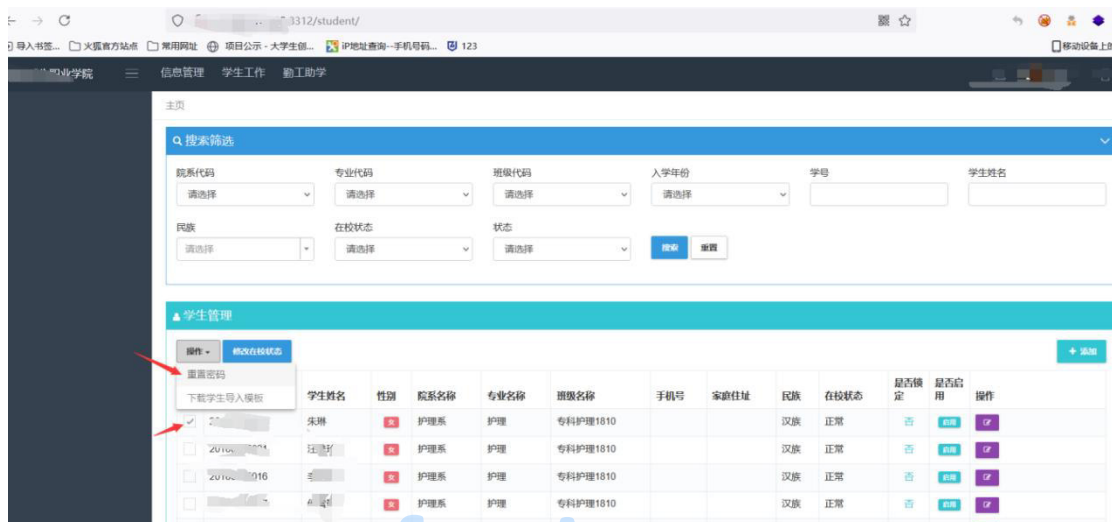 3312/student/
导入书签... 火狐官方站点 常用网址 项目公示 - 大学生创... iP地址查询--手机号码... 123 移动设备上的
职业学院 信息管理 学生工作 勤工助学
主页
搜索筛选
院系代码 专业代码 班级代码 入学年份 学号 学生姓名
请选择 请选择 请选择 请选择
民族 在校状态 状态
请选择 请选择 请选择 搜索 重置
学生管理
操作 修改在校状态 + 添加
重置密码
下载学生导入模板
学生姓名 性别 院系名称 专业名称 班级名称 手机号 家庭住址 民族 在校状态 是否锁定 是否启用 操作
朱琳 女 护理系 护理 专科护理1810 汉族 正常 否 启用
女 护理系 护理 专科护理1810 汉族 正常 否 启用
016 女 护理系 护理 专科护理1810 汉族 正常 否 启用
女 护理系 护理 专科护理1810 汉族 正常 否 启用